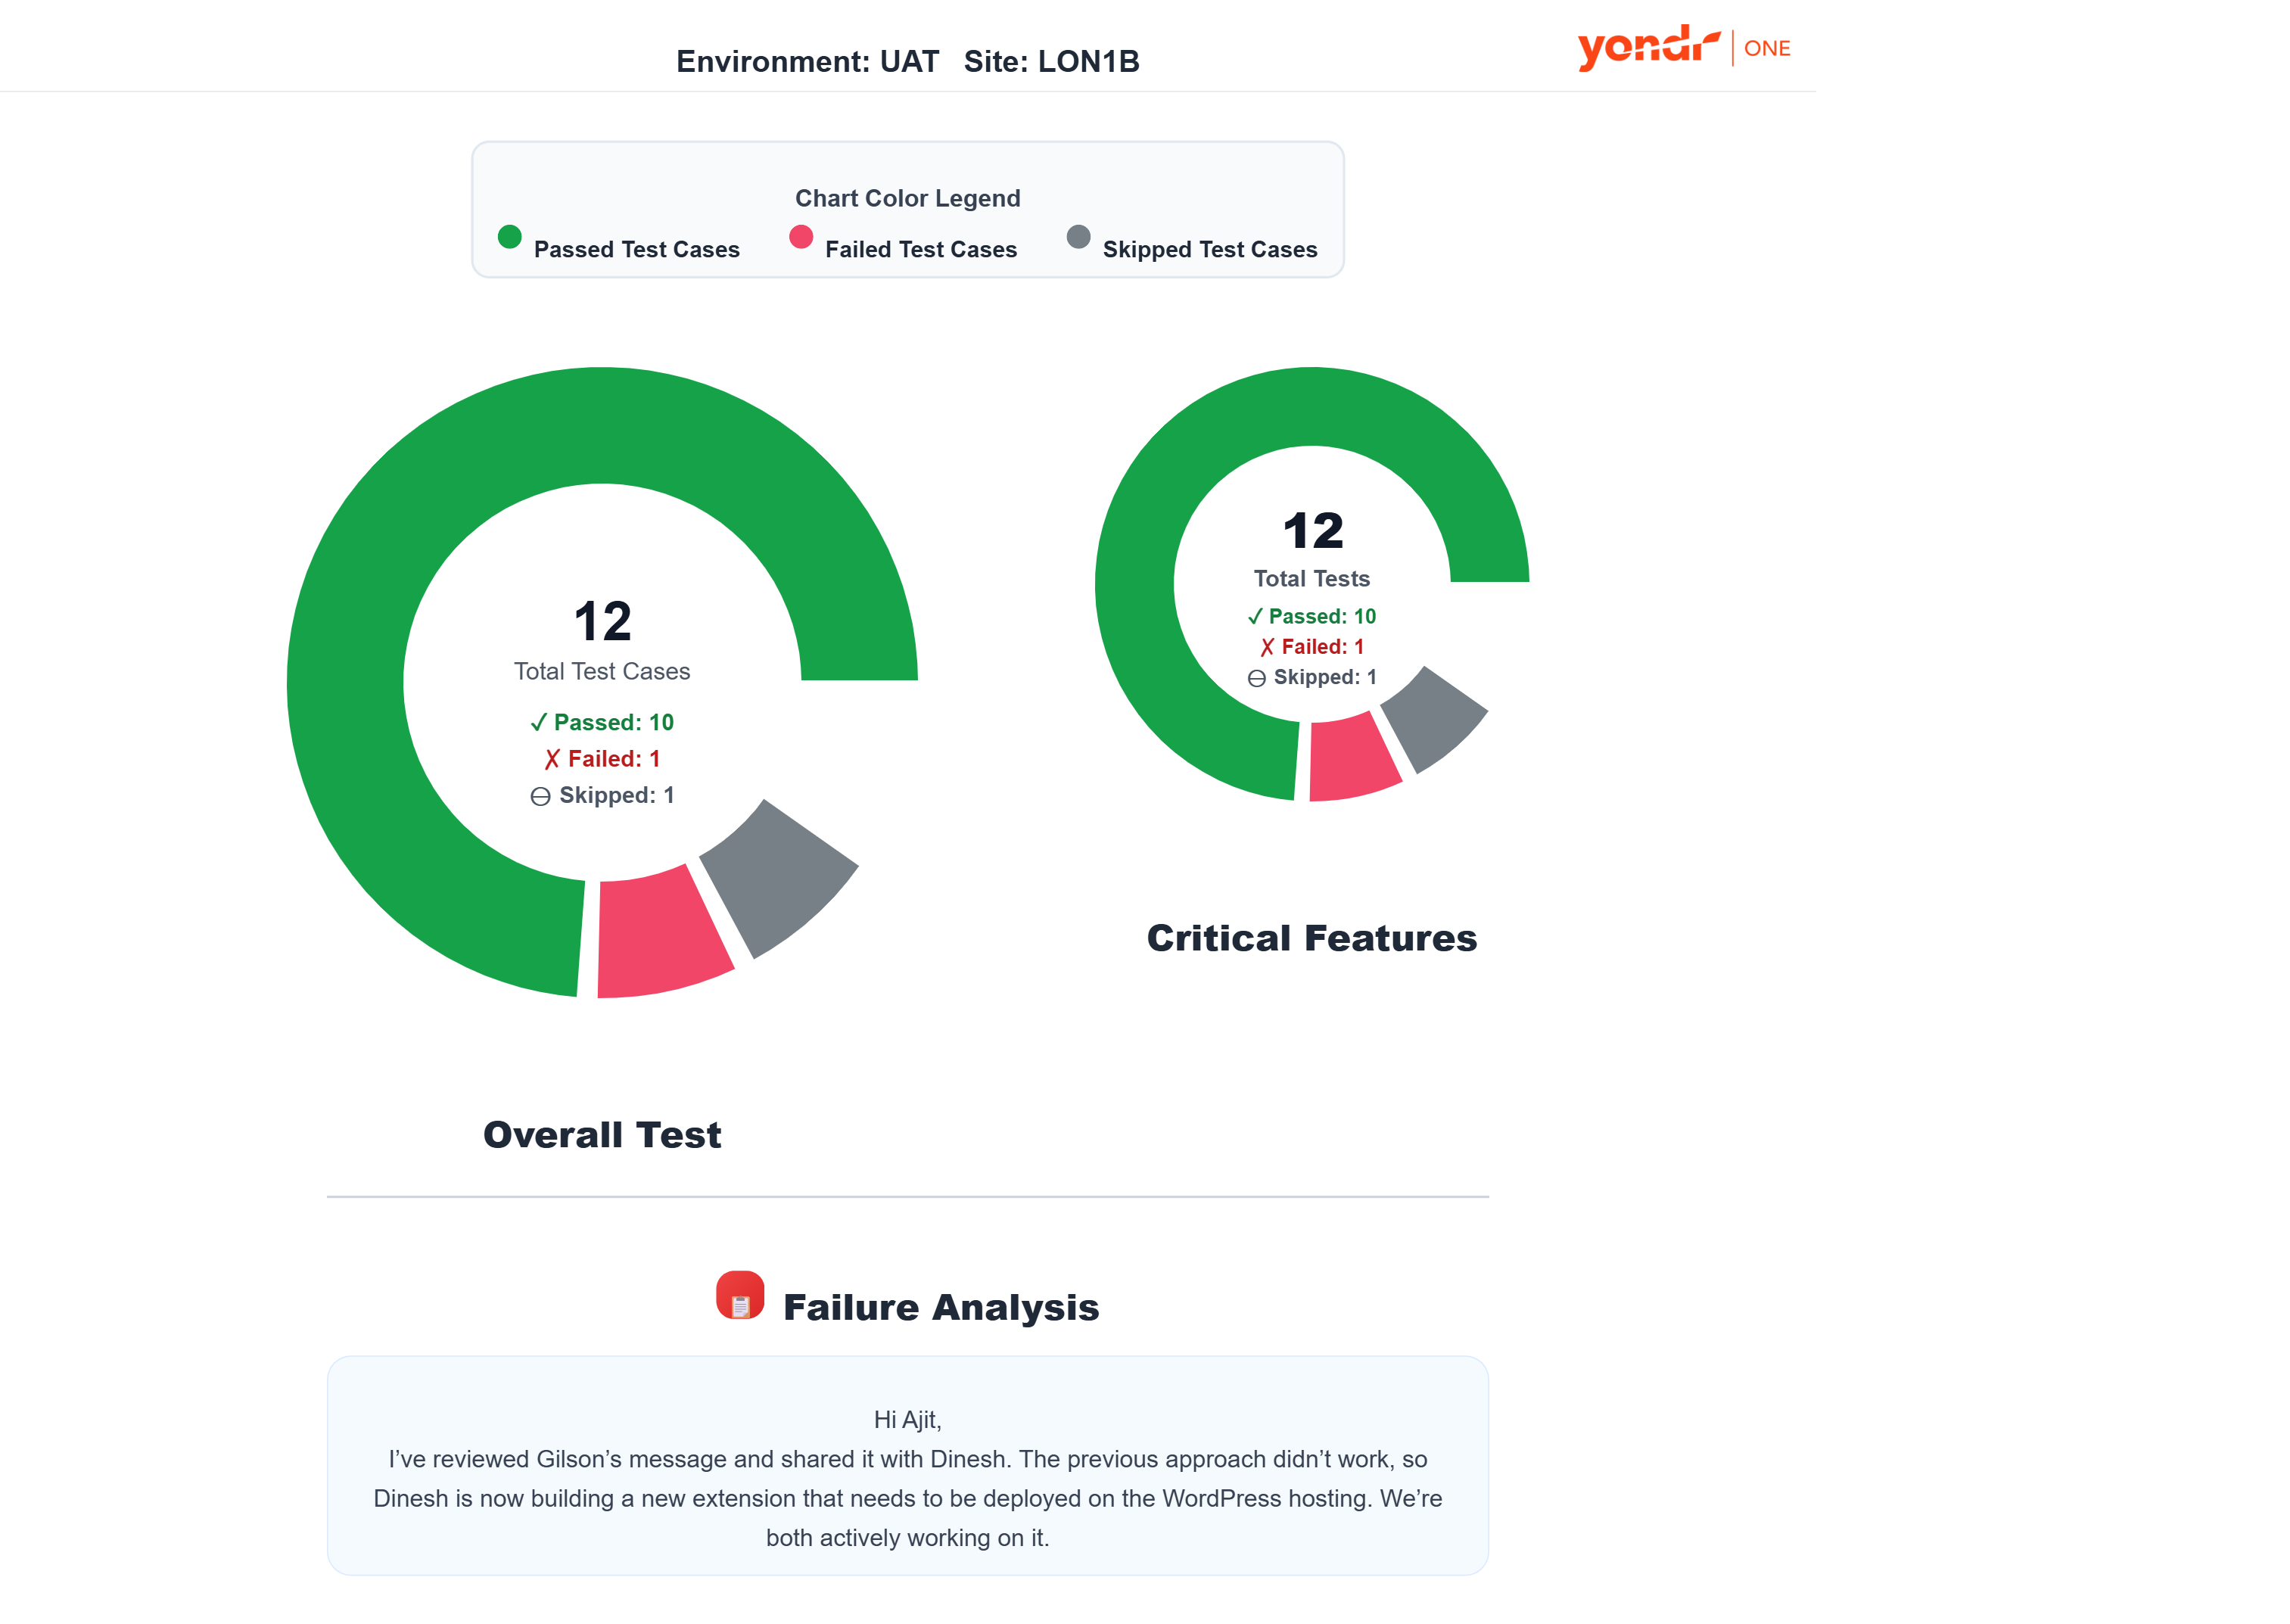 Environment: UAT Site: LON1B
yondr ONE
Chart Color Legend
Passed Test Cases Failed Test Cases Skipped Test Cases
12
Total Test Cases
✓ Passed: 10
✗ Failed: 1
⊖ Skipped: 1
Overall Test
12
Total Tests
✓ Passed: 10
✗ Failed: 1
⊖ Skipped: 1
Critical Features
Failure Analysis
Hi Ajit,
I’ve reviewed Gilson’s message and shared it with Dinesh. The previous approach didn’t work, so
Dinesh is now building a new extension that needs to be deployed on the WordPress hosting. We’re
both actively working on it.